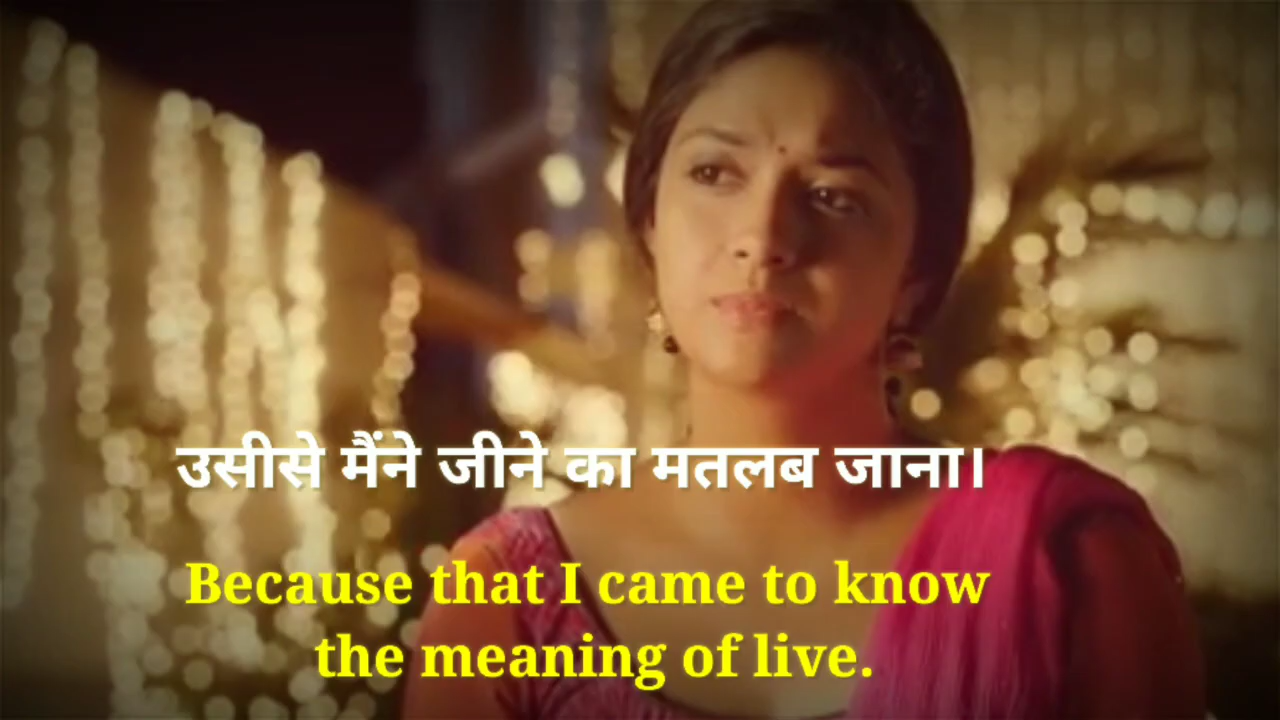 उसीसे मैंने जीने का मतलब जाना।
Because that I came to know
the meaning of live.